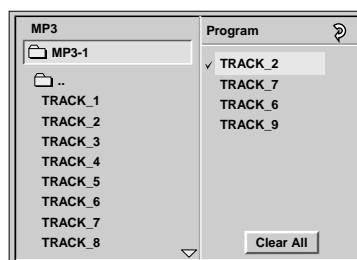 MP3
MP3-1
..
TRACK_1
TRACK_2
TRACK_3
TRACK_4
TRACK_5
TRACK_6
TRACK_7
TRACK_8
Program
TRACK_2
TRACK_7
TRACK_6
TRACK_9
Clear All